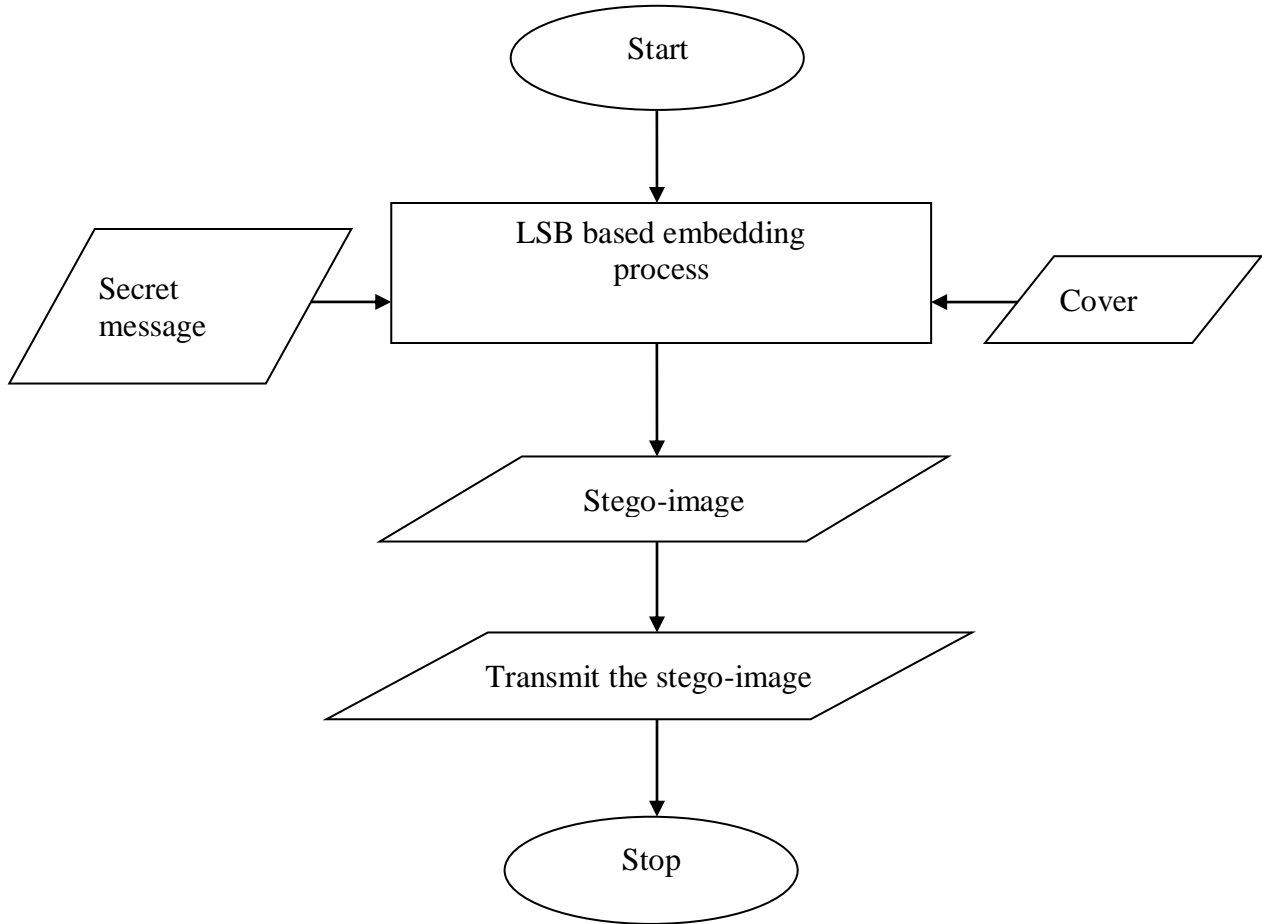 Start
LSB based embedding
process
Secret
message
Cover
Stego-image
Transmit the stego-image
Stop